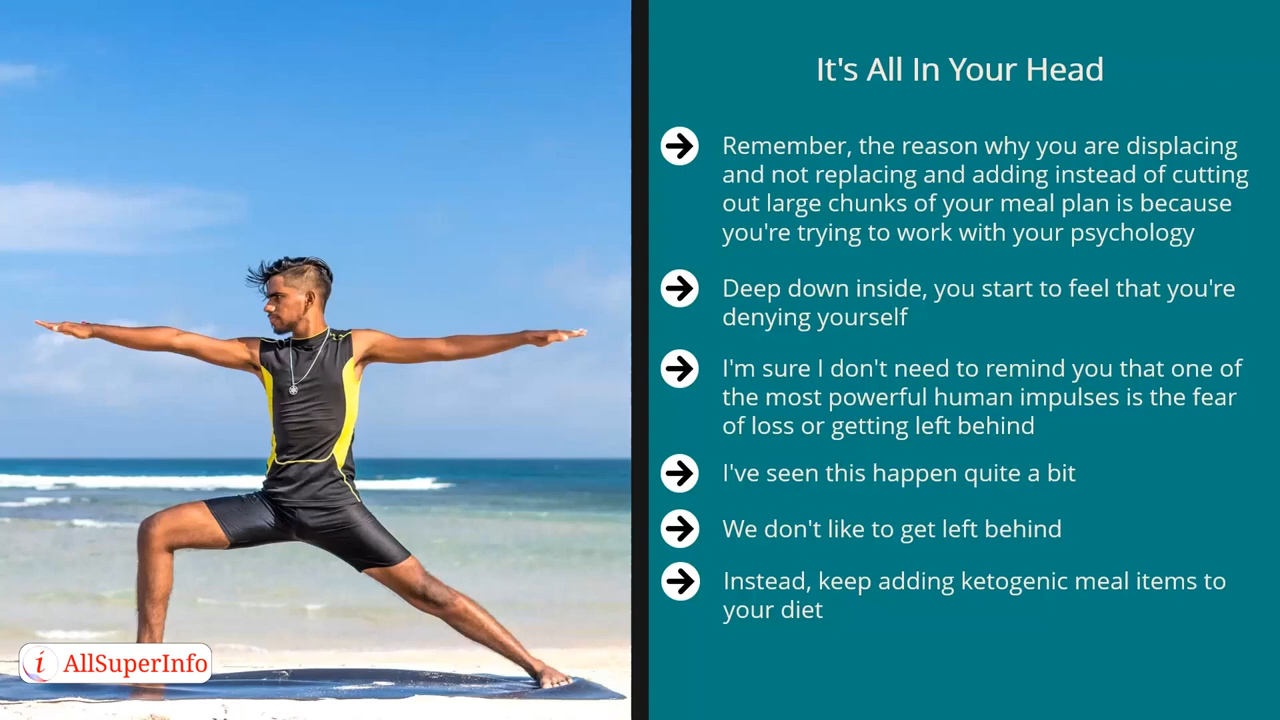 It's All In Your Head
Remember, the reason why you are displacing
and not replacing and adding instead of cutting
out large chunks of your meal plan is because
you're trying to work with your psychology
Deep down inside, you start to feel that you're
denying yourself
I'm sure I don't need to remind you that one of
the most powerful human impulses is the fear
of loss or getting left behind
I've seen this happen quite a bit
We don't like to get left behind
Instead, keep adding ketogenic meal items to
your diet
i AllSuperInfo